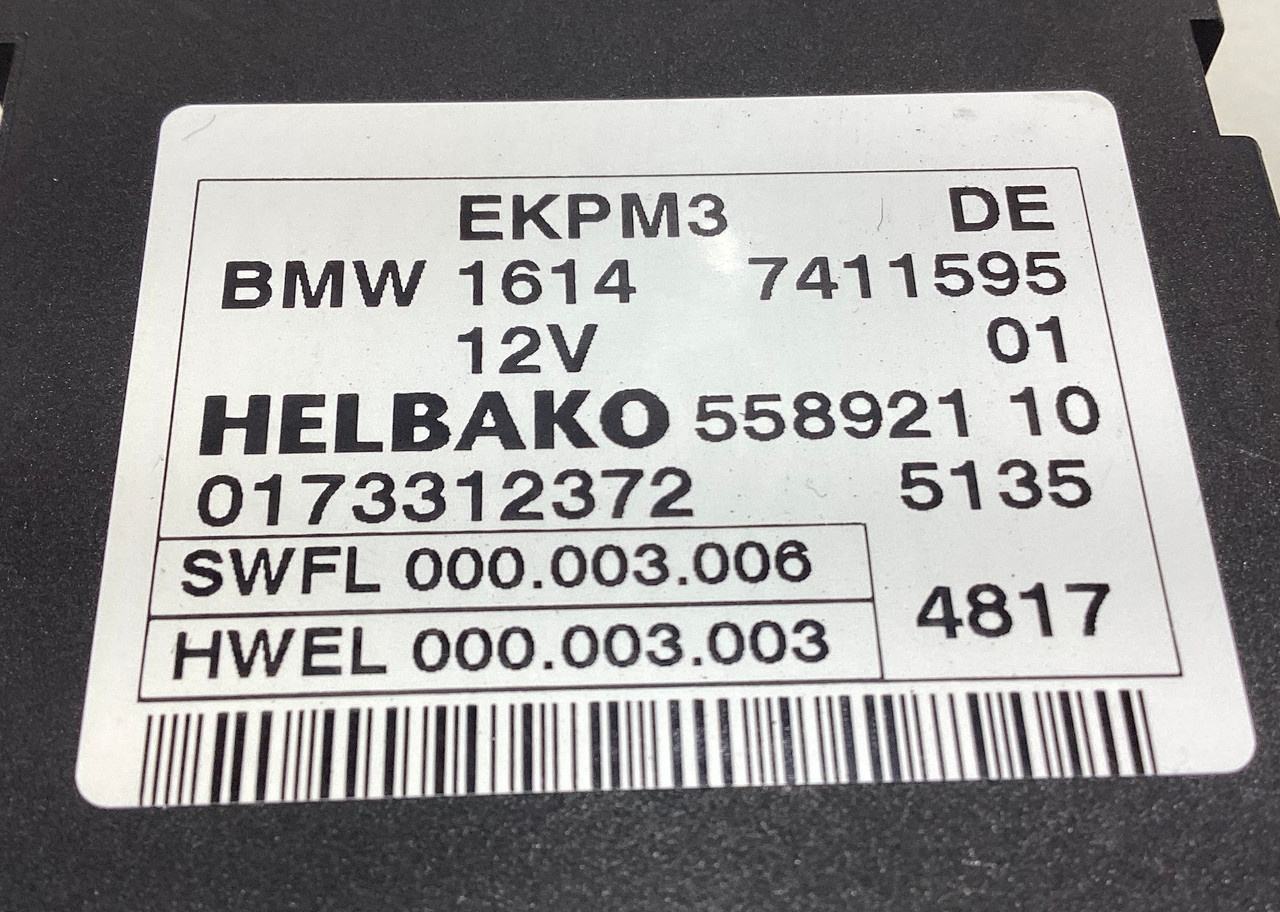 EKPM3 DE
BMW 1614 7411595
12V 01
HELBAKO 558921 10
0173312372 5135
SWFL 000.003.006
4817
HWEL 000.003.003